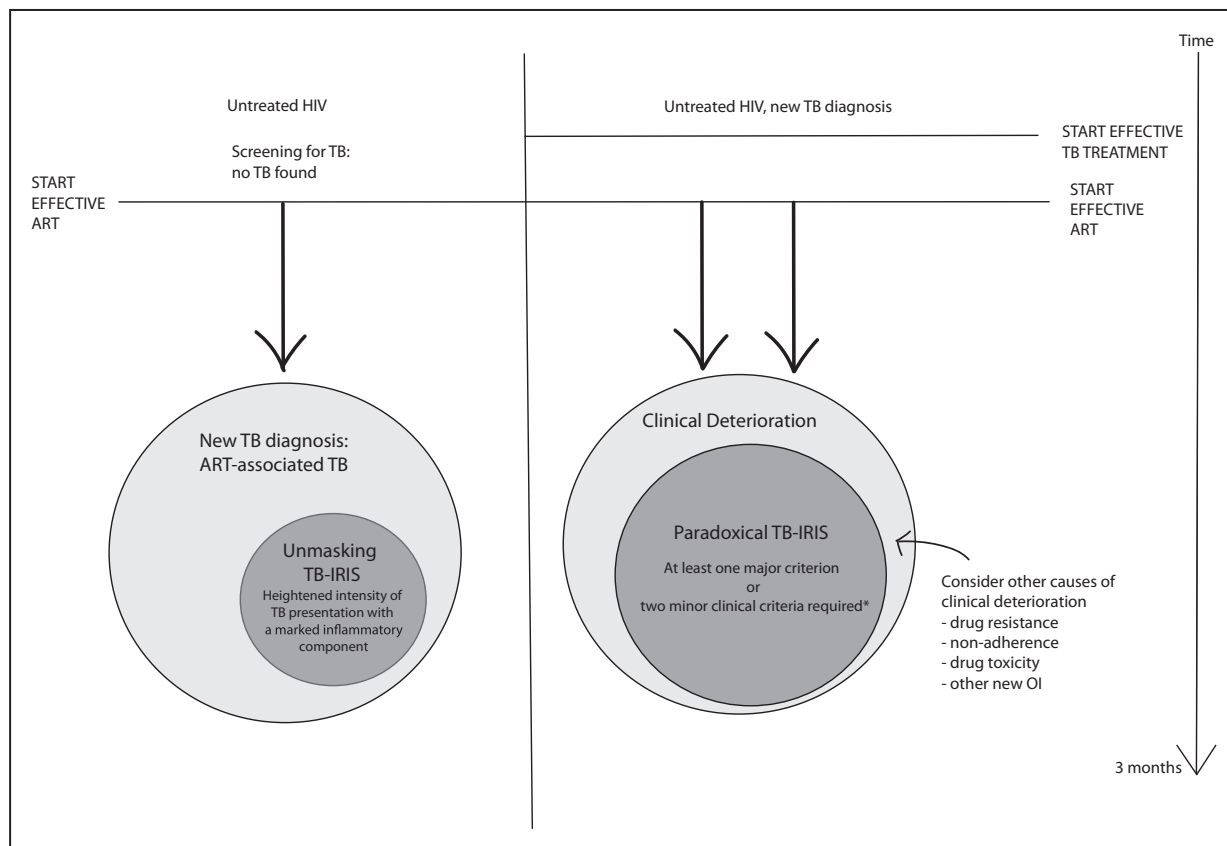 Time
Untreated HIV
Untreated HIV, new TB diagnosis
START EFFECTIVE
TB TREATMENT
Screening for TB:
no TB found
START
EFFECTIVE
ART
START
EFFECTIVE
ART
New TB diagnosis:
ART-associated TB
Unmasking
TB-IRIS
Heightened intensity of
TB presentation with
a marked inflammatory
component
Clinical Deterioration
Paradoxical TB-IRIS
At least one major criterion
or
two minor clinical criteria required*
Consider other causes of
clinical deterioration
- drug resistance
- non-adherence
- drug toxicity
- other new OI
3 months